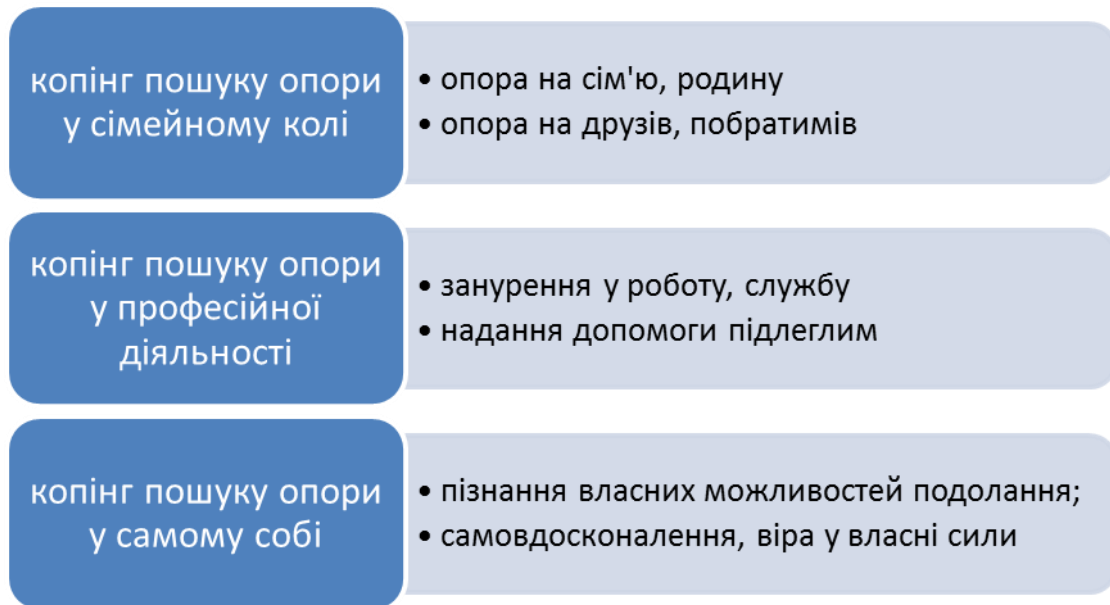 копінг пошуку опори
у сімейному колі
• опора на сім'ю, родину
• опора на друзів, побратимів
копінг пошуку опори
у професійної
діяльності
• занурення у роботу, службу
• надання допомоги підлеглим
копінг пошуку опори
у самому собі
• пізнання власних можливостей подолання;
• самовдосконалення, віра у власні сили